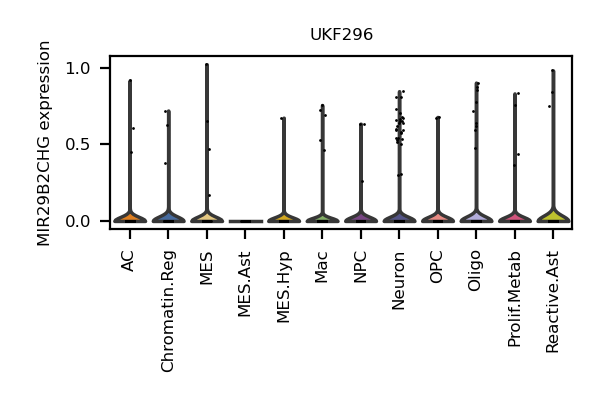 UKF296
MIR29B2CHG expression
1.0
0.5
0.0
AC
Chromatin.Reg
MES
MES.Ast
MES.Hyp
Mac
NPC
Neuron
OPC
Oligo
Prolif.Metab
Reactive.Ast